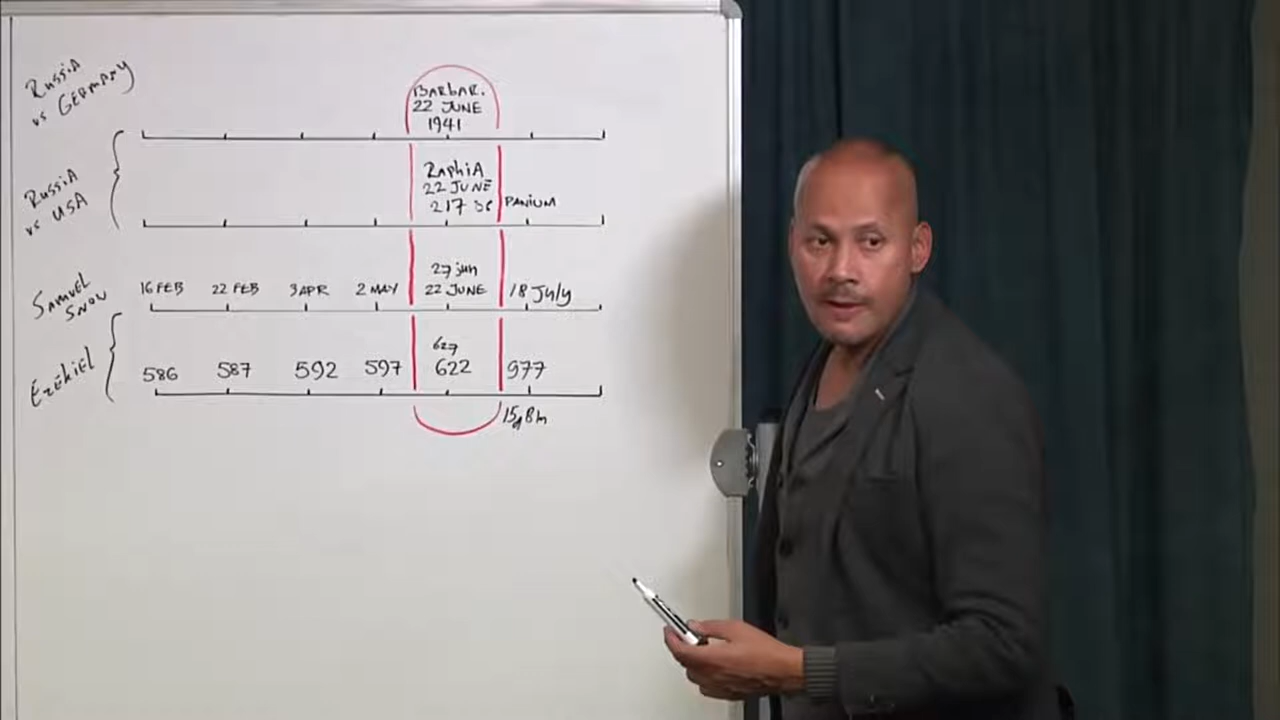 Russia
vs GERMANY
BARBAR.
22 JUNE
1941
Russia
vs USA
RAphiA
22 JUNE
217 BC
PANIUM
SAMUEL
SNOW
16 FEB 22 FEB 3 APR 2 MAY 27 jun 18 July
22 JUNE
EzEkiEl
586 587 592 597 627 977
622
15,8m